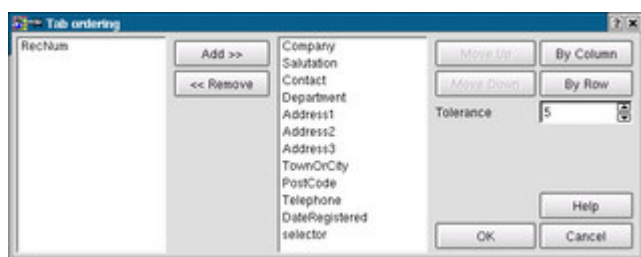 Tab ordering
RecNum
Add >>
<< Remove
Company
Salutation
Contact
Department
Address1
Address2
Address3
TownOrCity
PostCode
Telephone
DateRegistered
selector
Move Up
By Column
Move Down
By Row
Tolerance
5
Help
OK
Cancel